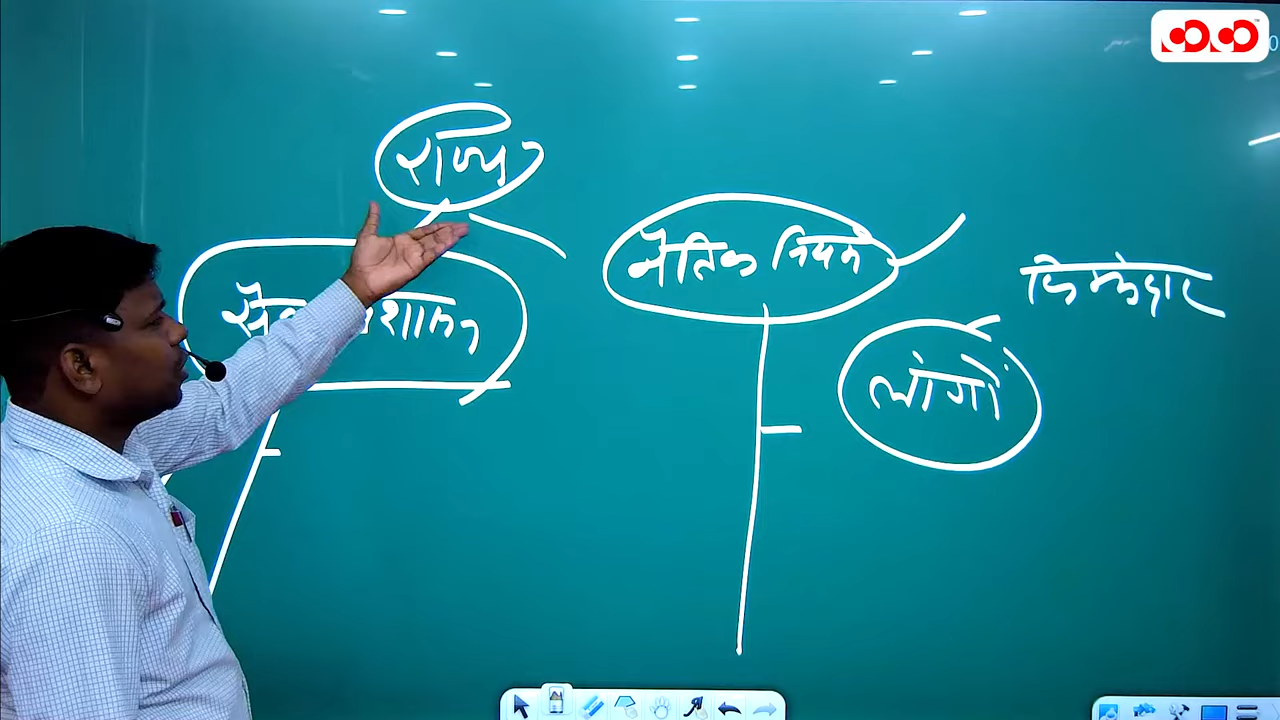 राज्य
नैतिक नियम
जिम्मेदार
लोगों